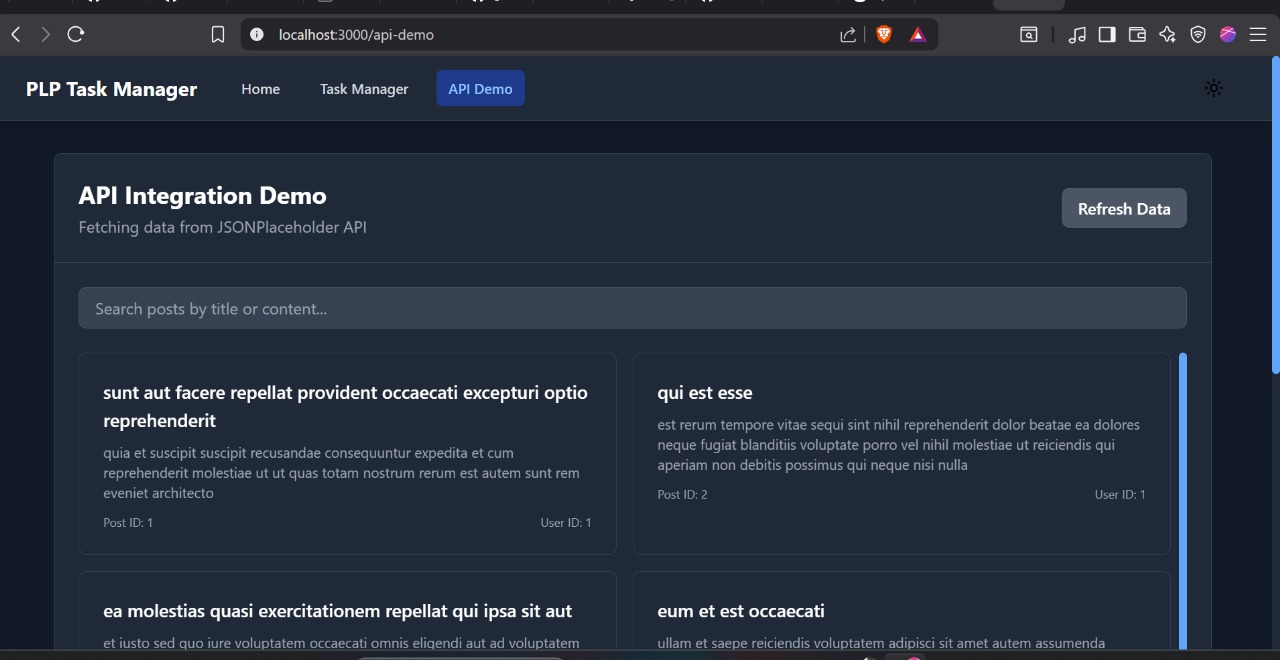 localhost:3000/api-demo
PLP Task Manager
Home
Task Manager
API Demo
API Integration Demo
Fetching data from JSONPlaceholder API
Refresh Data
Search posts by title or content...
sunt aut facere repellat provident occaecati excepturi optio
reprehenderit
quia et suscipit suscipit recusandae consequuntur expedita et cum
reprehenderit molestiae ut ut quas totam nostrum rerum est autem sunt rem
eveniet architecto
Post ID: 1
User ID: 1
qui est esse
est rerum tempore vitae sequi sint nihil reprehenderit dolor beatae ea dolores
neque fugiat blanditiis voluptate porro vel nihil molestiae ut reiciendis qui
aperiam non debitis possimus qui neque nisi nulla
Post ID: 2
User ID: 1
ea molestias quasi exercitationem repellat qui ipsa sit aut
et iusto sed quo iure voluptatem occaecati omnis eligendi aut ad voluptatem
eum et est occaecati
ullam et saepe reiciendis voluptatem adipisci sit amet autem assumenda